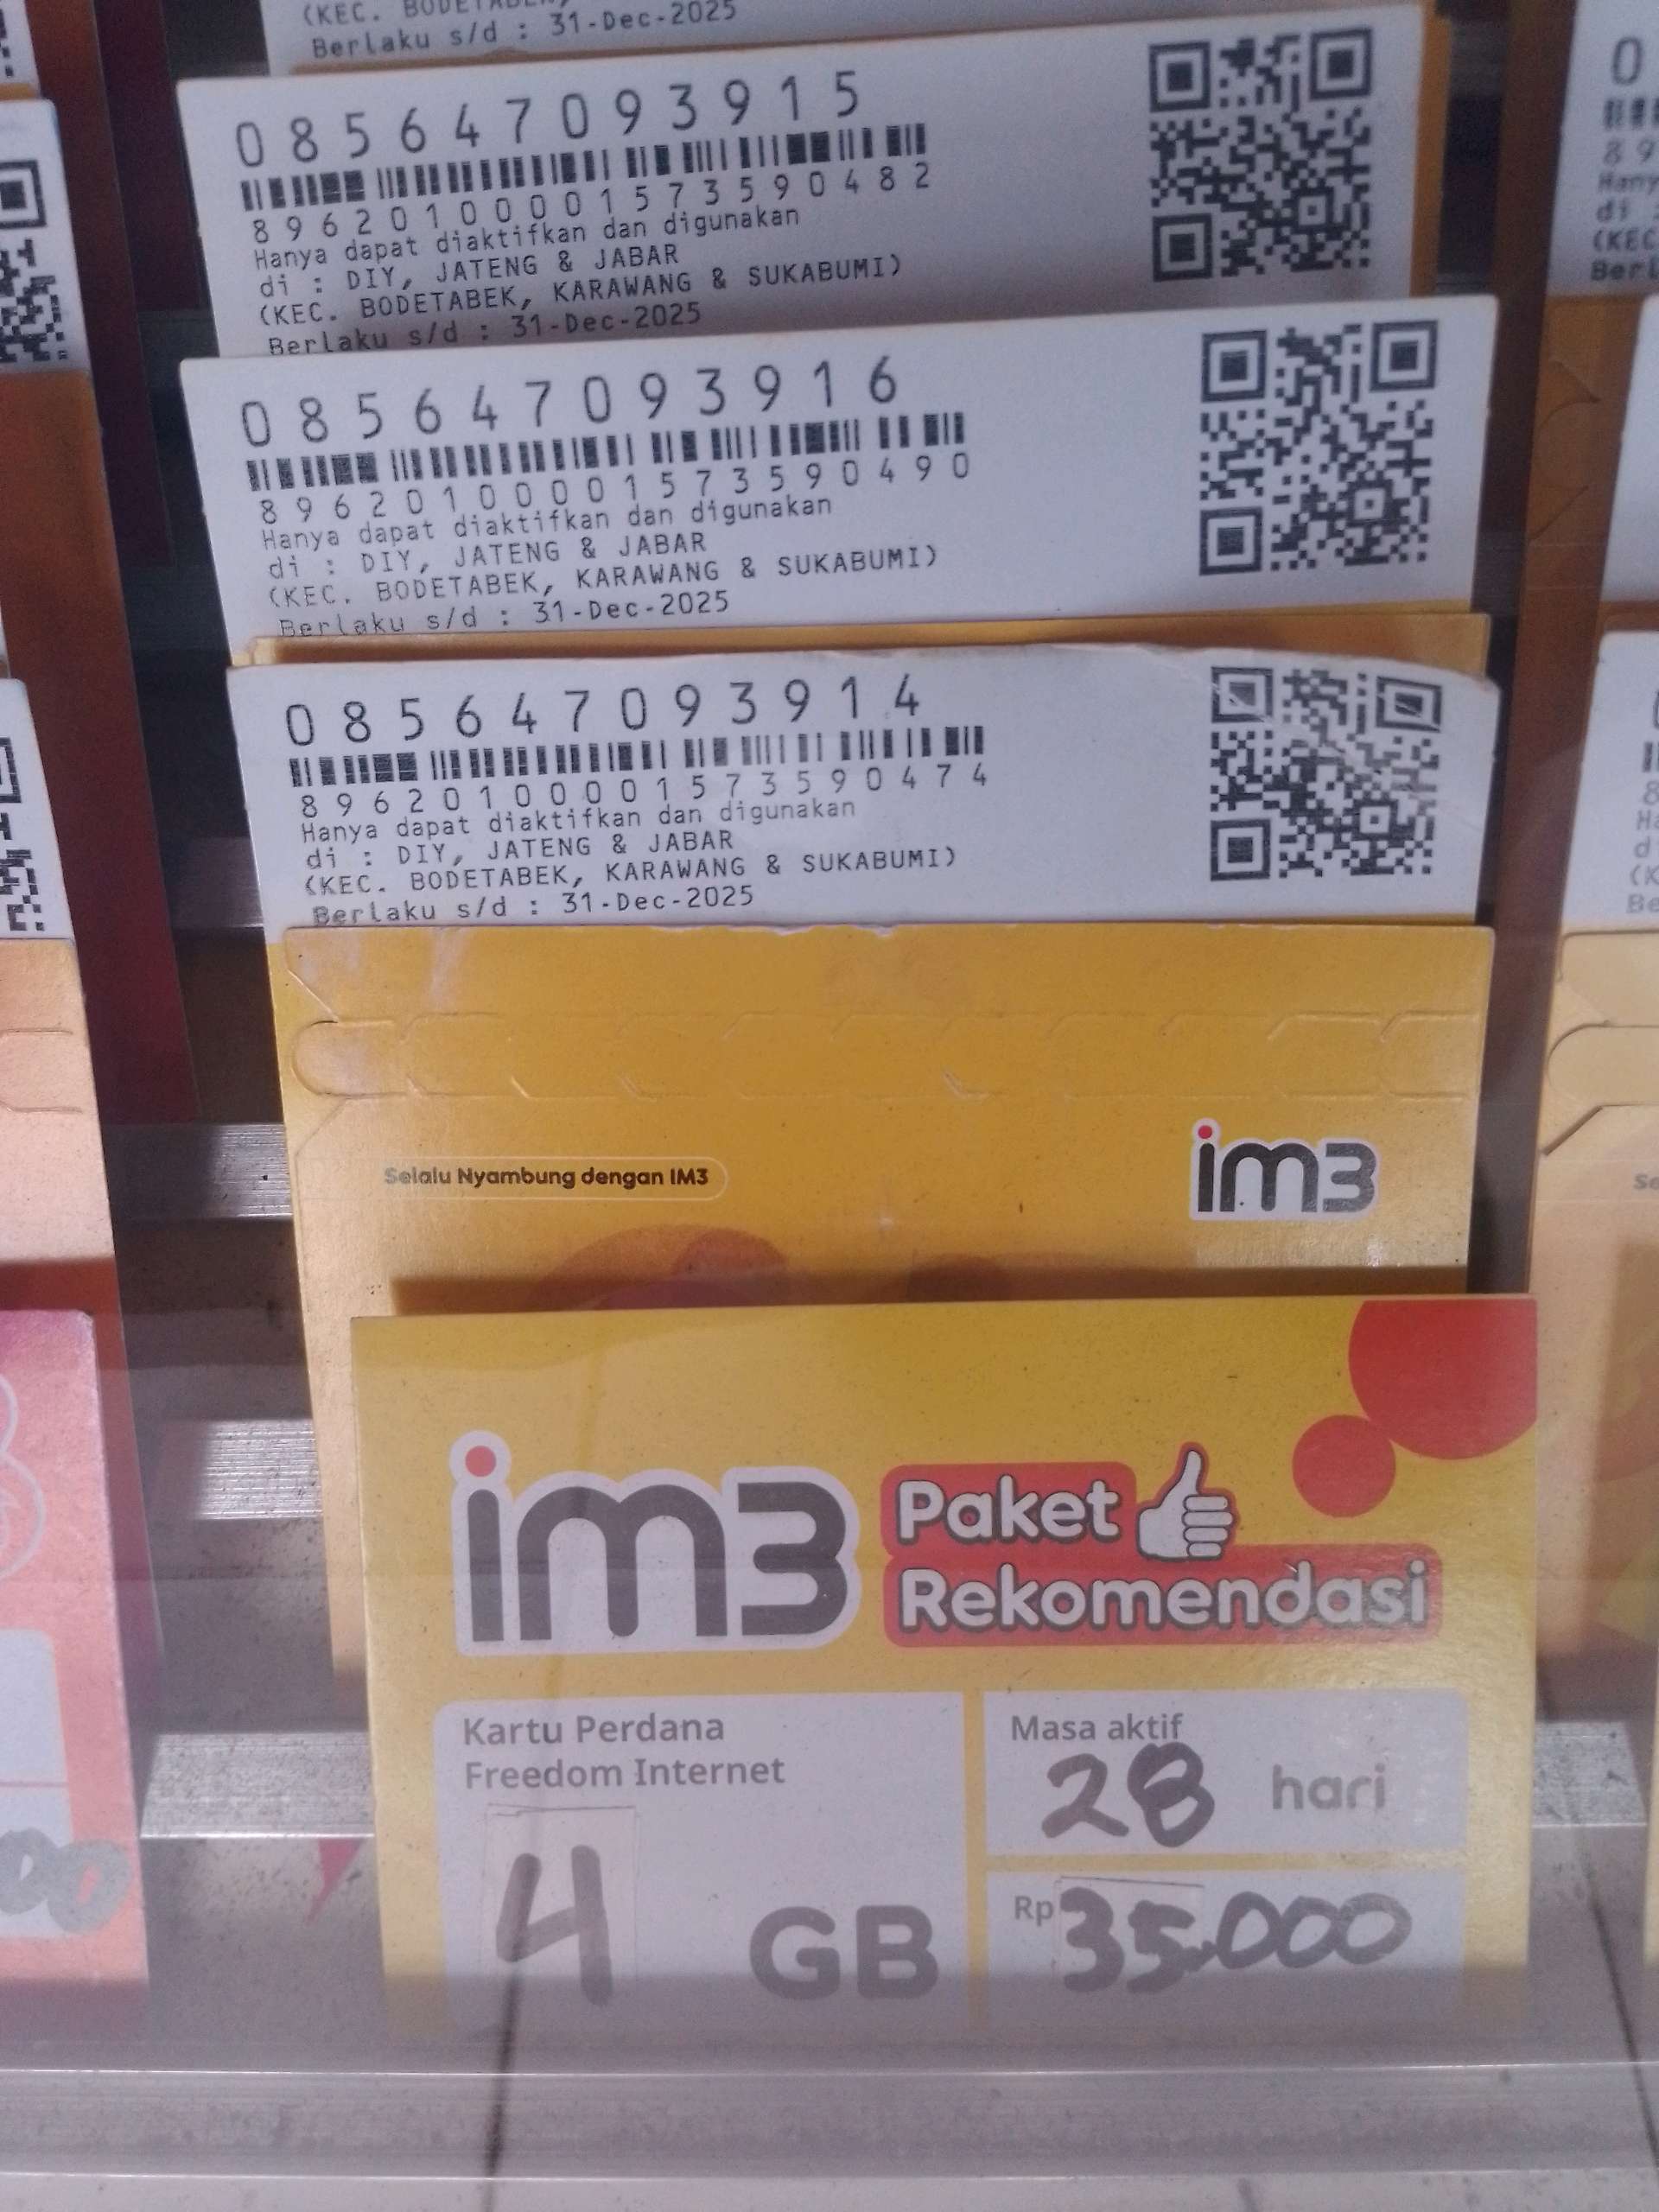 (KEC. BODETABEK,
Berlaku s/d : 31-Dec-2025
085647093915
89620100001573590482
Hanya dapat diaktifkan dan digunakan
di : DIY, JATENG & JABAR
(KEC. BODETABEK, KARAWANG & SUKABUMI)
Berlaku s/d : 31-Dec-2025
085647093916
89620100001573590490
Hanya dapat diaktifkan dan digunakan
di : DIY, JATENG & JABAR
(KEC. BODETABEK, KARAWANG & SUKABUMI)
Berlaku s/d : 31-Dec-2025
085647093914
89620100001573590474
Hanya dapat diaktifkan dan digunakan
di : DIY, JATENG & JABAR
(KEC. BODETABEK, KARAWANG & SUKABUMI)
Berlaku s/d : 31-Dec-2025
Selalu Nyambung dengan IM3
im3
im3
Paket
Rekomendasi
Kartu Perdana
Freedom Internet
4 GB
Masa aktif
28 hari
Rp 35.000